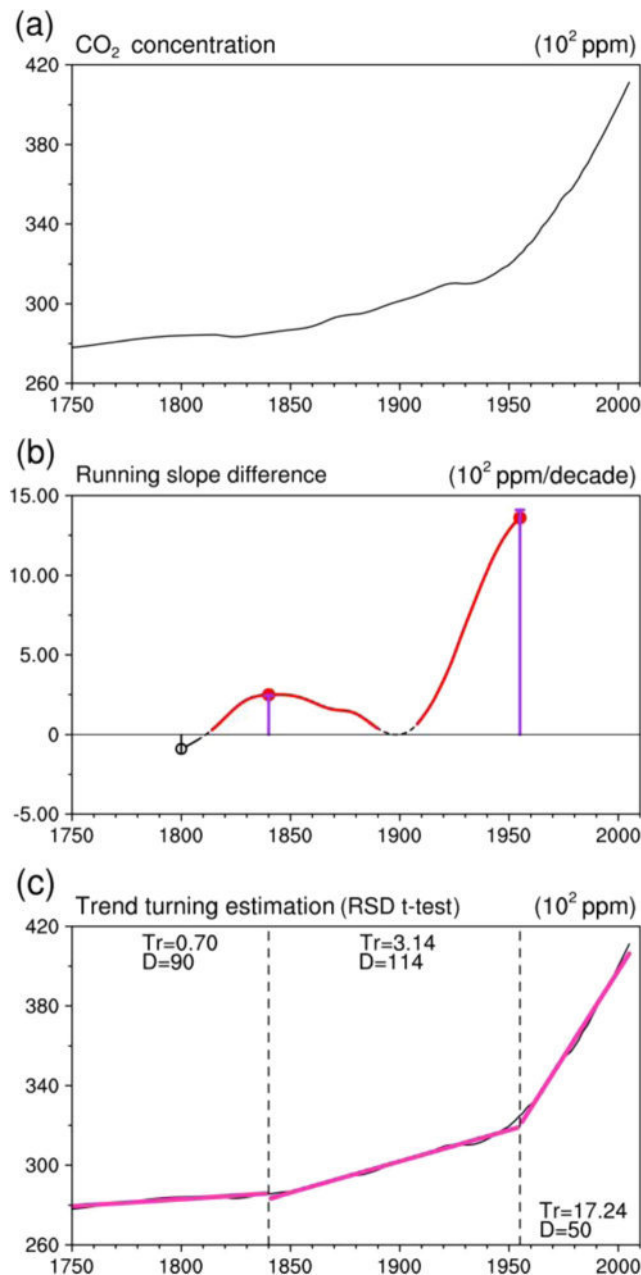 (a)
CO₂ concentration (10² ppm)
420
380
340
300
260
1750 1800 1850 1900 1950 2000
(b)
Running slope difference (10² ppm/decade)
15.00
10.00
5.00
0
-5.00
1750 1800 1850 1900 1950 2000
(c)
Trend turning estimation (RSD t-test) (10² ppm)
420
Tr=0.70 Tr=3.14
D=90 D=114
380
340
300
Tr=17.24
D=50
260
1750 1800 1850 1900 1950 2000